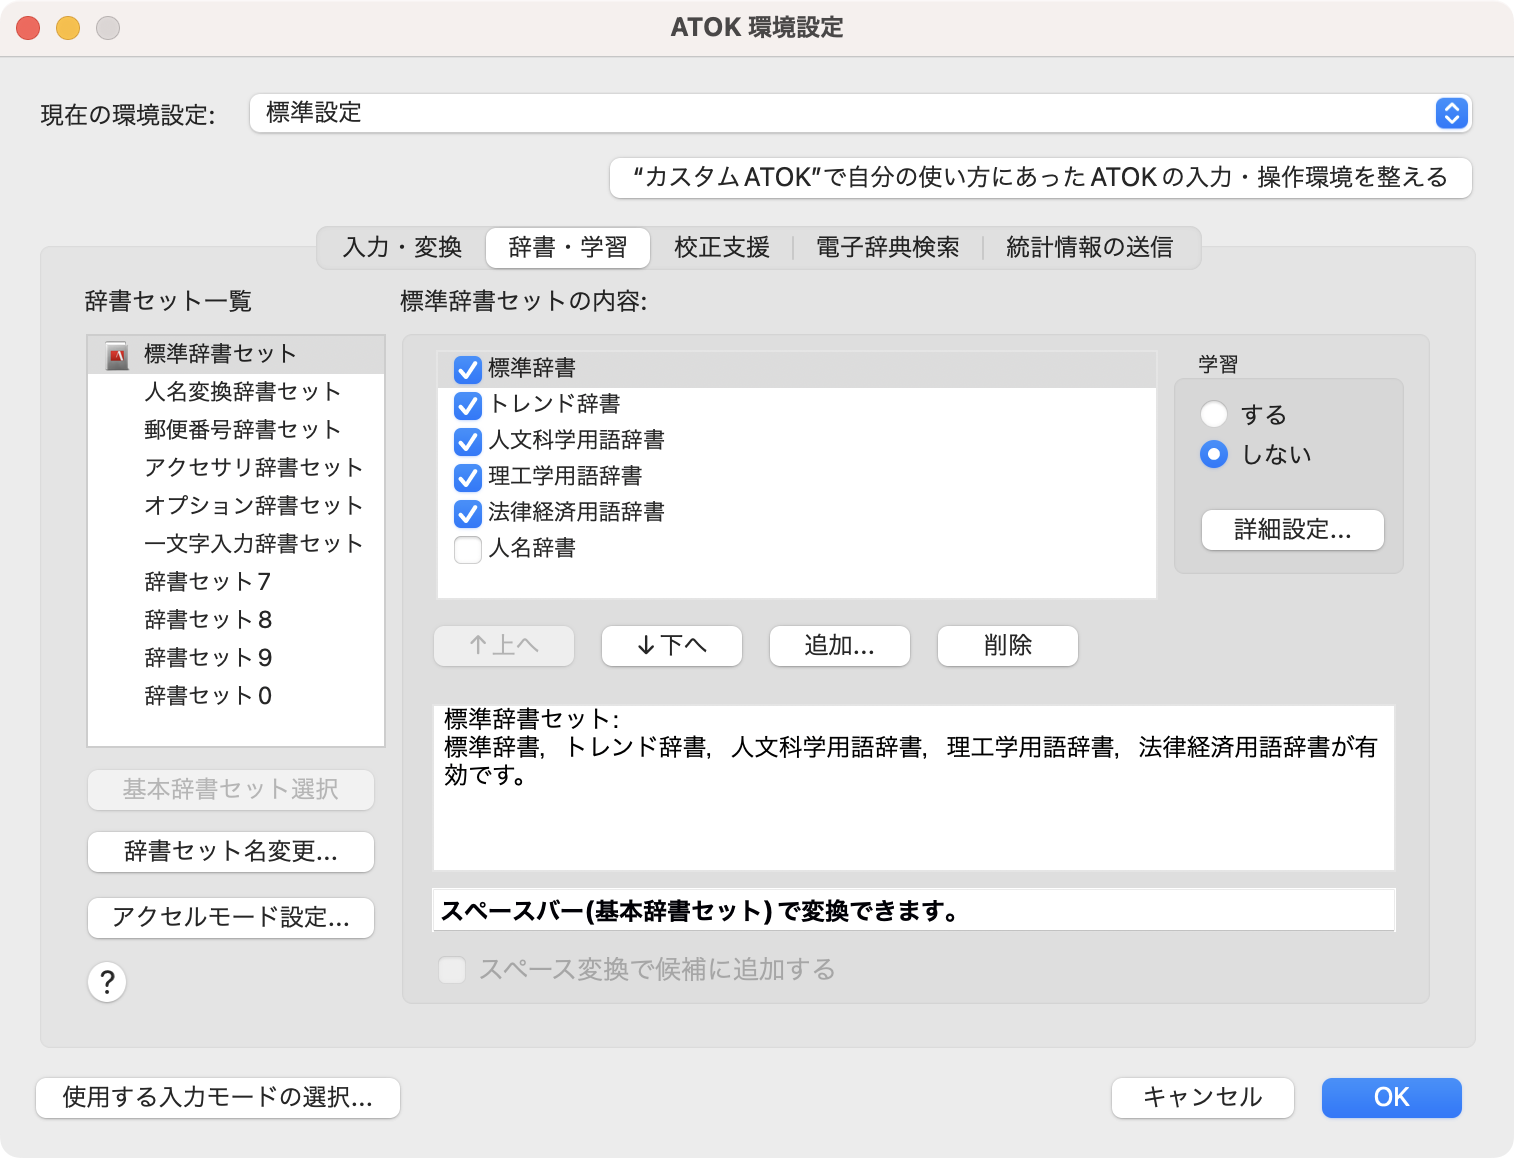 ATOK 環境設定
現在の環境設定:
標準設定
“カスタムATOK”で自分の使い方にあったATOKの入力・操作環境を整える
入力・変換
辞書・学習
校正支援
電子辞典検索
統計情報の送信
辞書セット一覧
標準辞書セット
人名変換辞書セット
郵便番号辞書セット
アクセサリ辞書セット
オプション辞書セット
一文字入力辞書セット
辞書セット7
辞書セット8
辞書セット9
辞書セット0
基本辞書セット選択
辞書セット名変更...
アクセルモード設定...
?
標準辞書セットの内容:
標準辞書
トレンド辞書
人文科学用語辞書
理工学用語辞書
法律経済用語辞書
人名辞書
学習
する
しない
詳細設定...
↑上へ
↓下へ
追加...
削除
標準辞書セット:
標準辞書, トレンド辞書, 人文科学用語辞書, 理工学用語辞書, 法律経済用語辞書が有
効です。
スペースバー(基本辞書セット)で変換できます。
スペース変換で候補に追加する
使用する入力モードの選択...
キャンセル
OK